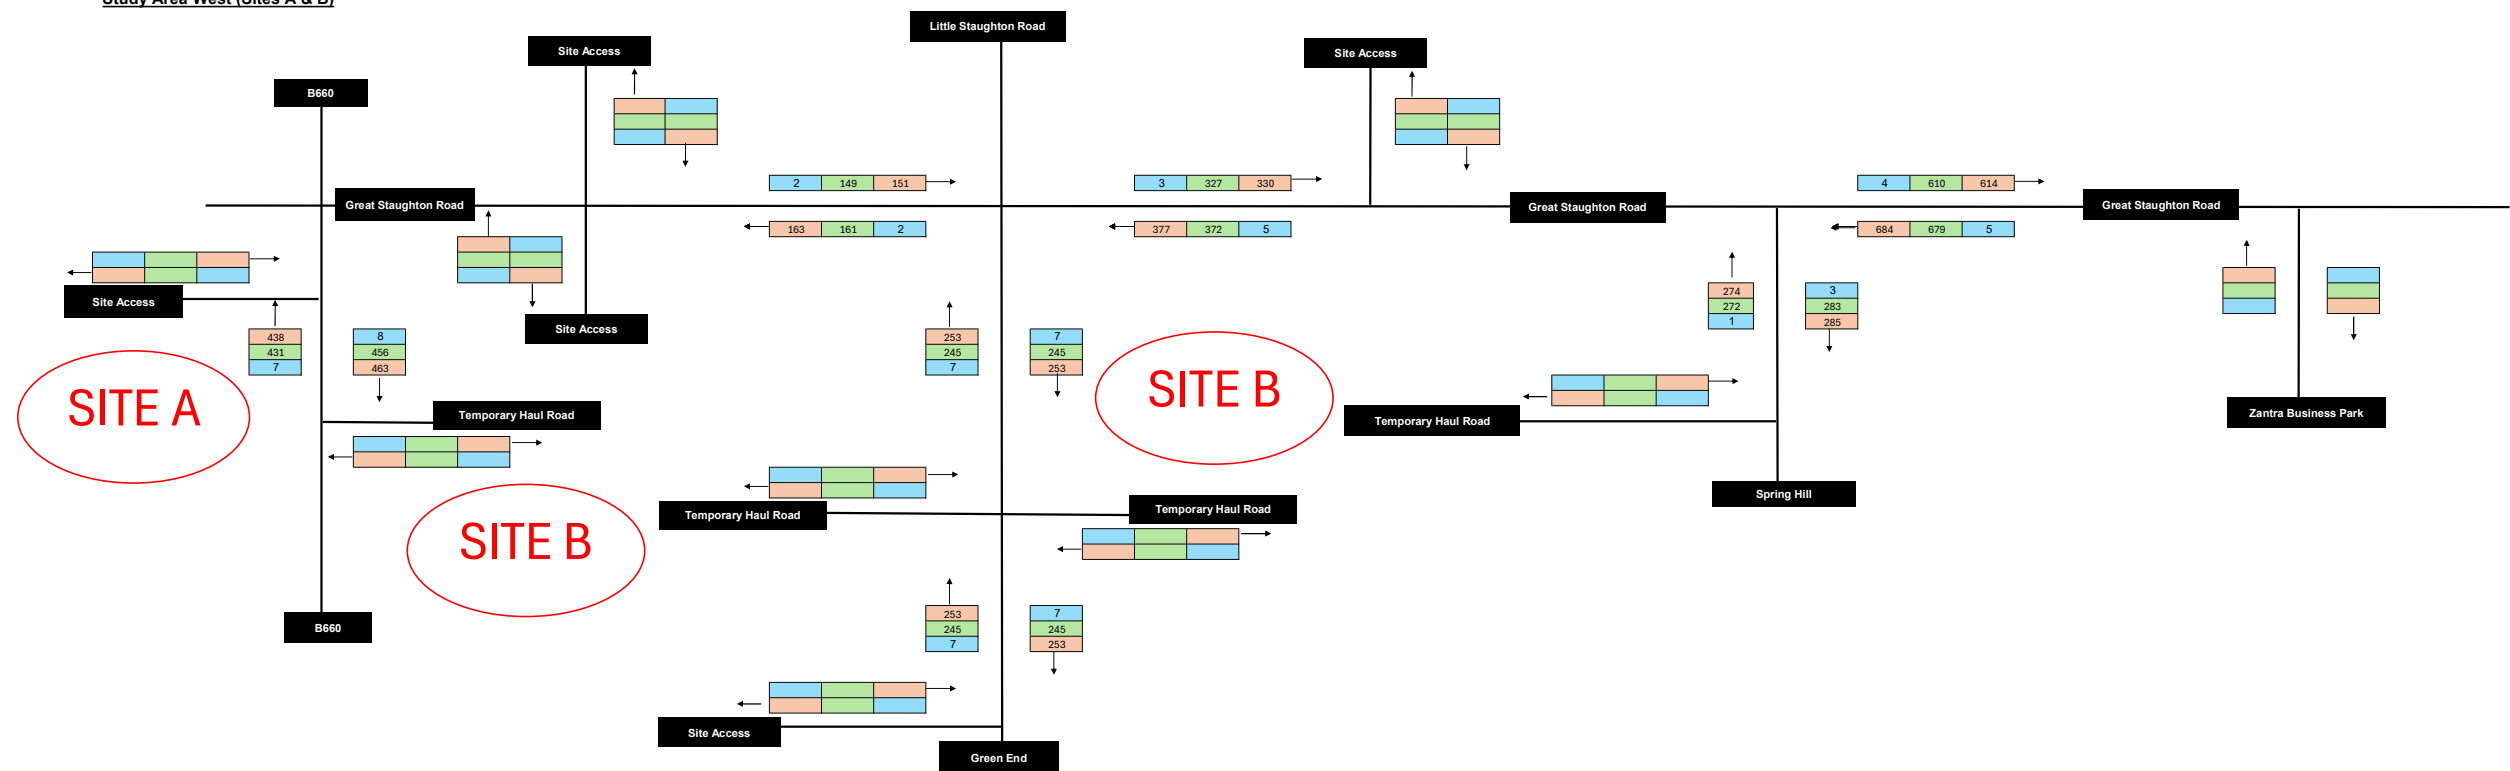 Study Area West (Sites A & B)
Little Staughton Road
Site Access
Site Access
B660
2 149 151
3 327 330
4 610 614
Great Staughton Road
Great Staughton Road
Great Staughton Road
163 161 2
377 372 5
684 679 5
Site Access
Site Access
438
431
7
8
456
463
253
245
7
7
245
253
274
272
1
3
283
285
SITE A
SITE B
Temporary Haul Road
Temporary Haul Road
Zantra Business Park
SITE B
Temporary Haul Road
Temporary Haul Road
Spring Hill
B660
253
245
7
7
245
253
Site Access
Green End